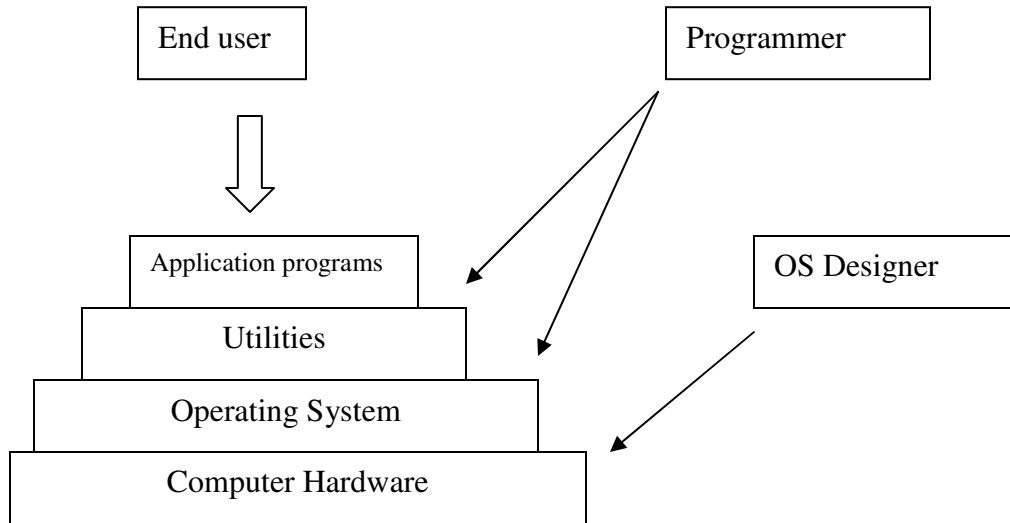 End user
Programmer
Application programs
OS Designer
Utilities
Operating System
Computer Hardware